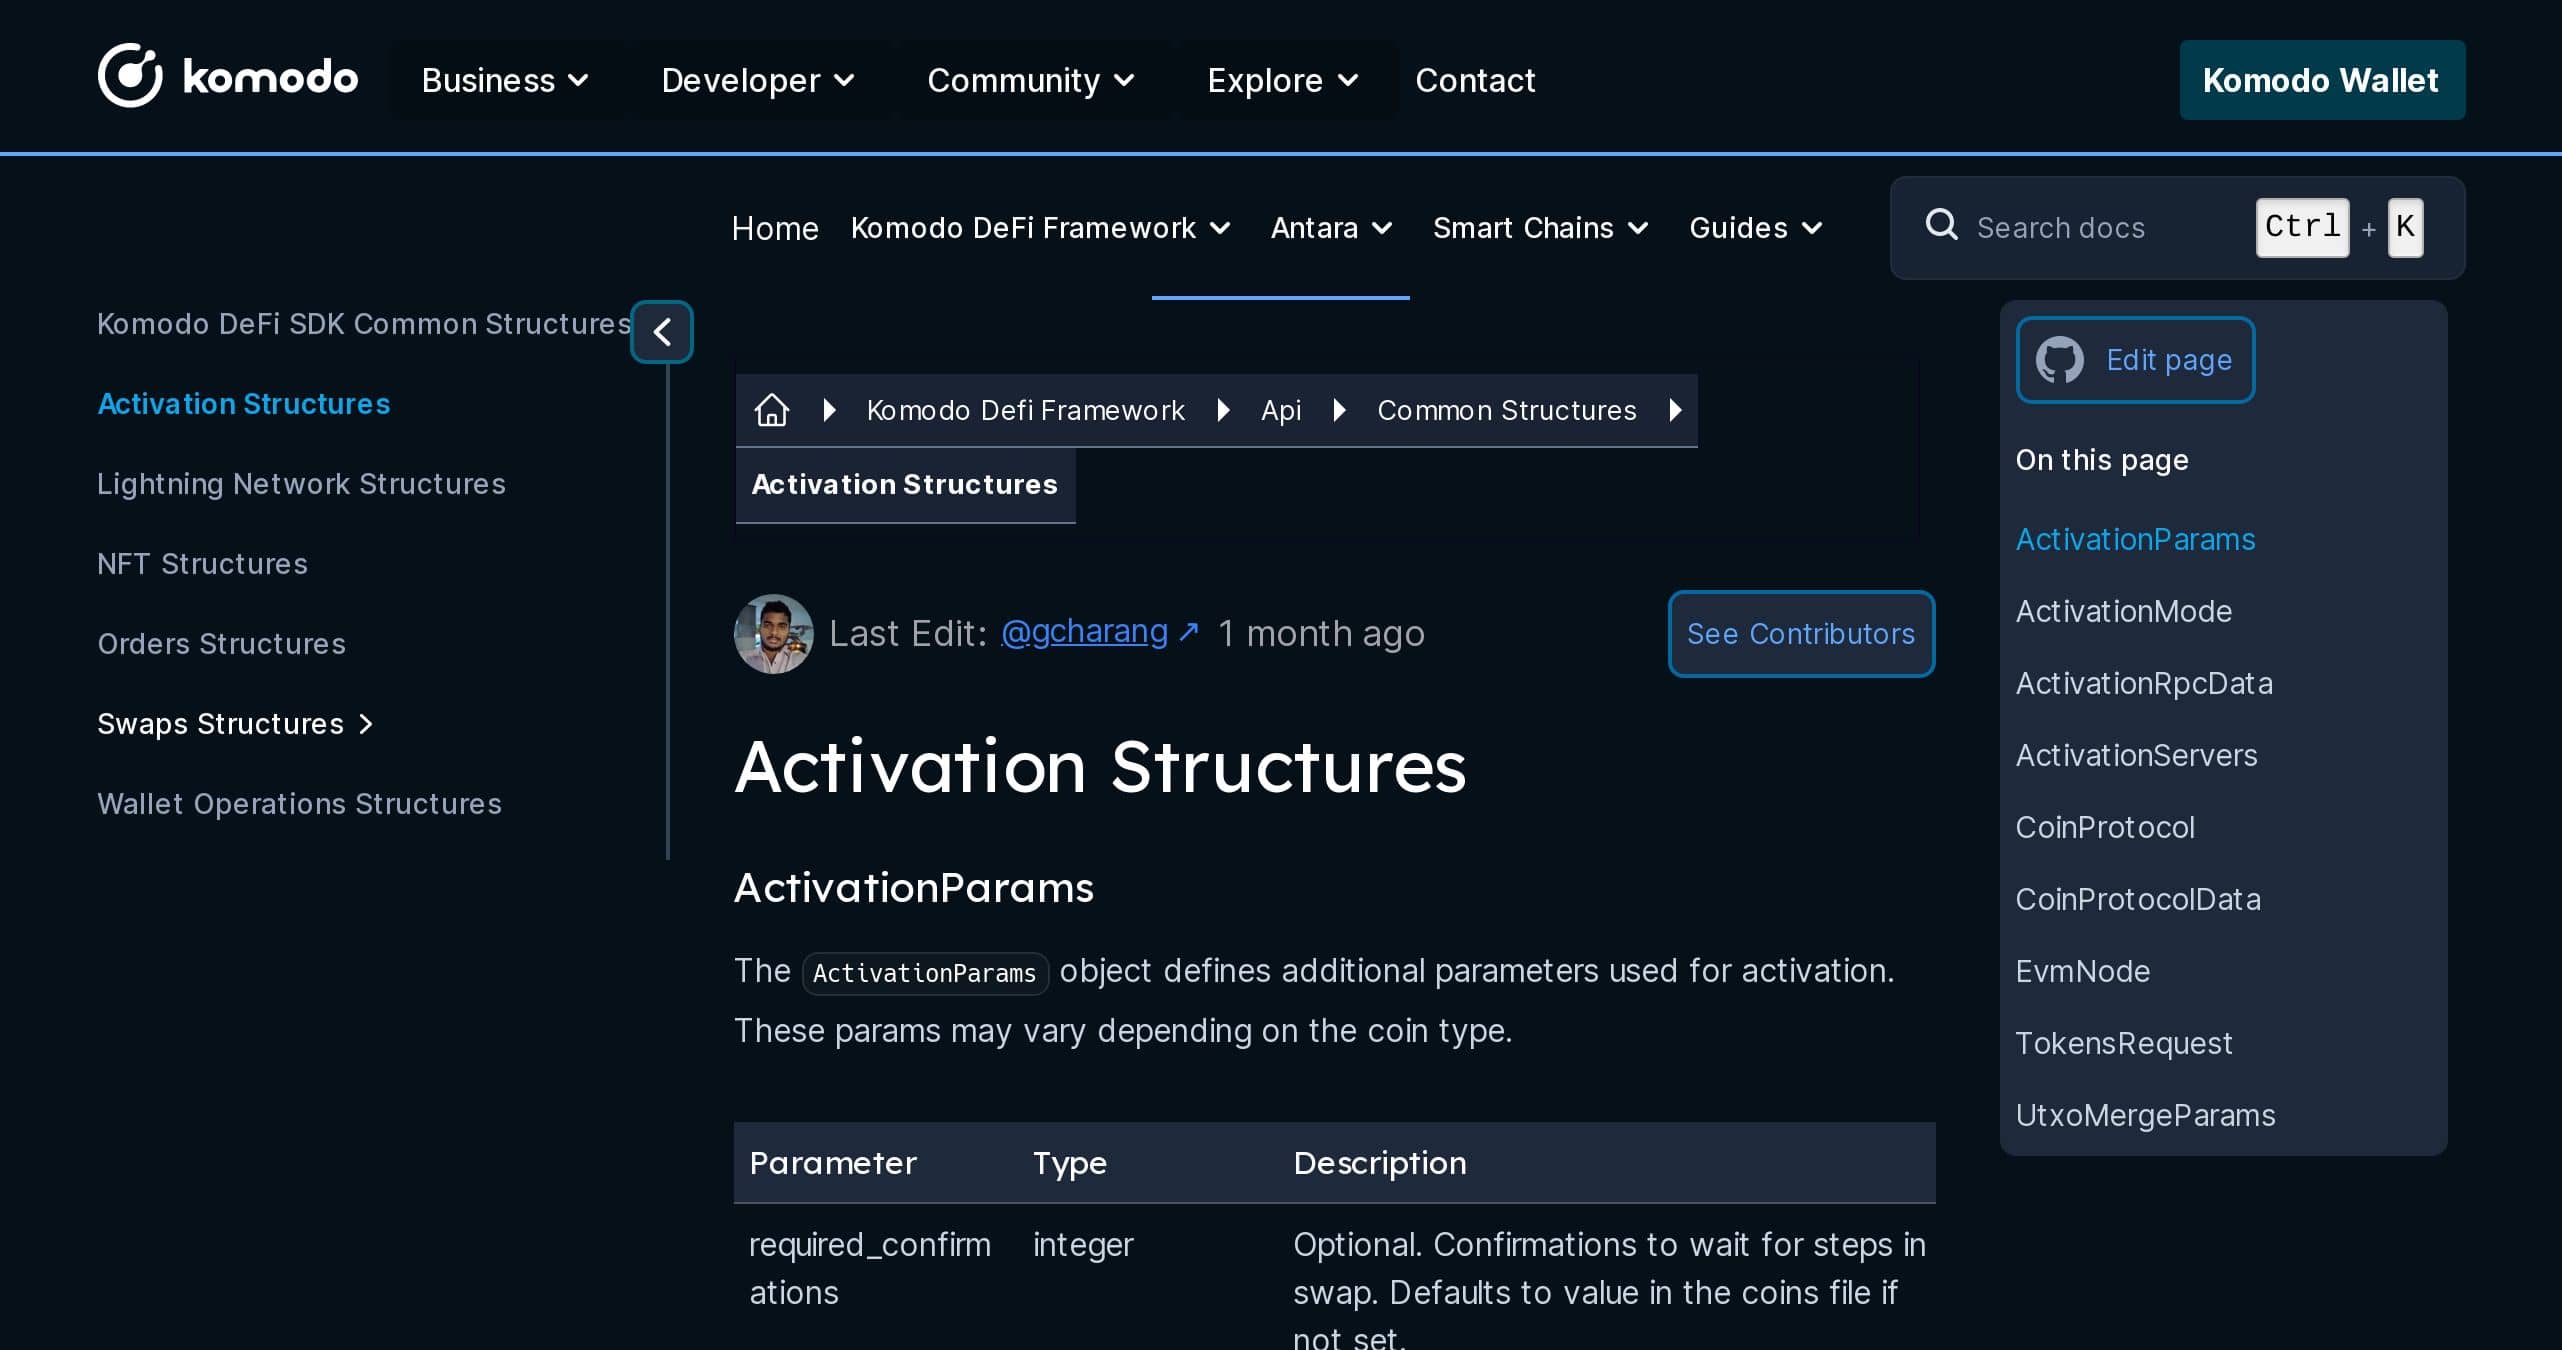 komodo Business Developer Community Explore Contact Komodo Wallet
Home Komodo DeFi Framework Antara Smart Chains Guides Search docs Ctrl + K
Komodo DeFi SDK Common Structures
Activation Structures
Lightning Network Structures
NFT Structures
Orders Structures
Swaps Structures
Wallet Operations Structures
Komodo Defi Framework Api Common Structures
Activation Structures
Last Edit: @gcharang ↗ 1 month ago See Contributors
Activation Structures
ActivationParams
The ActivationParams object defines additional parameters used for activation.
These params may vary depending on the coin type.
Parameter Type Description
required_confirm integer Optional. Confirmations to wait for steps in
ations swap. Defaults to value in the coins file if
not set.
Edit page
On this page
ActivationParams
ActivationMode
ActivationRpcData
ActivationServers
CoinProtocol
CoinProtocolData
EvmNode
TokensRequest
UtxoMergeParams